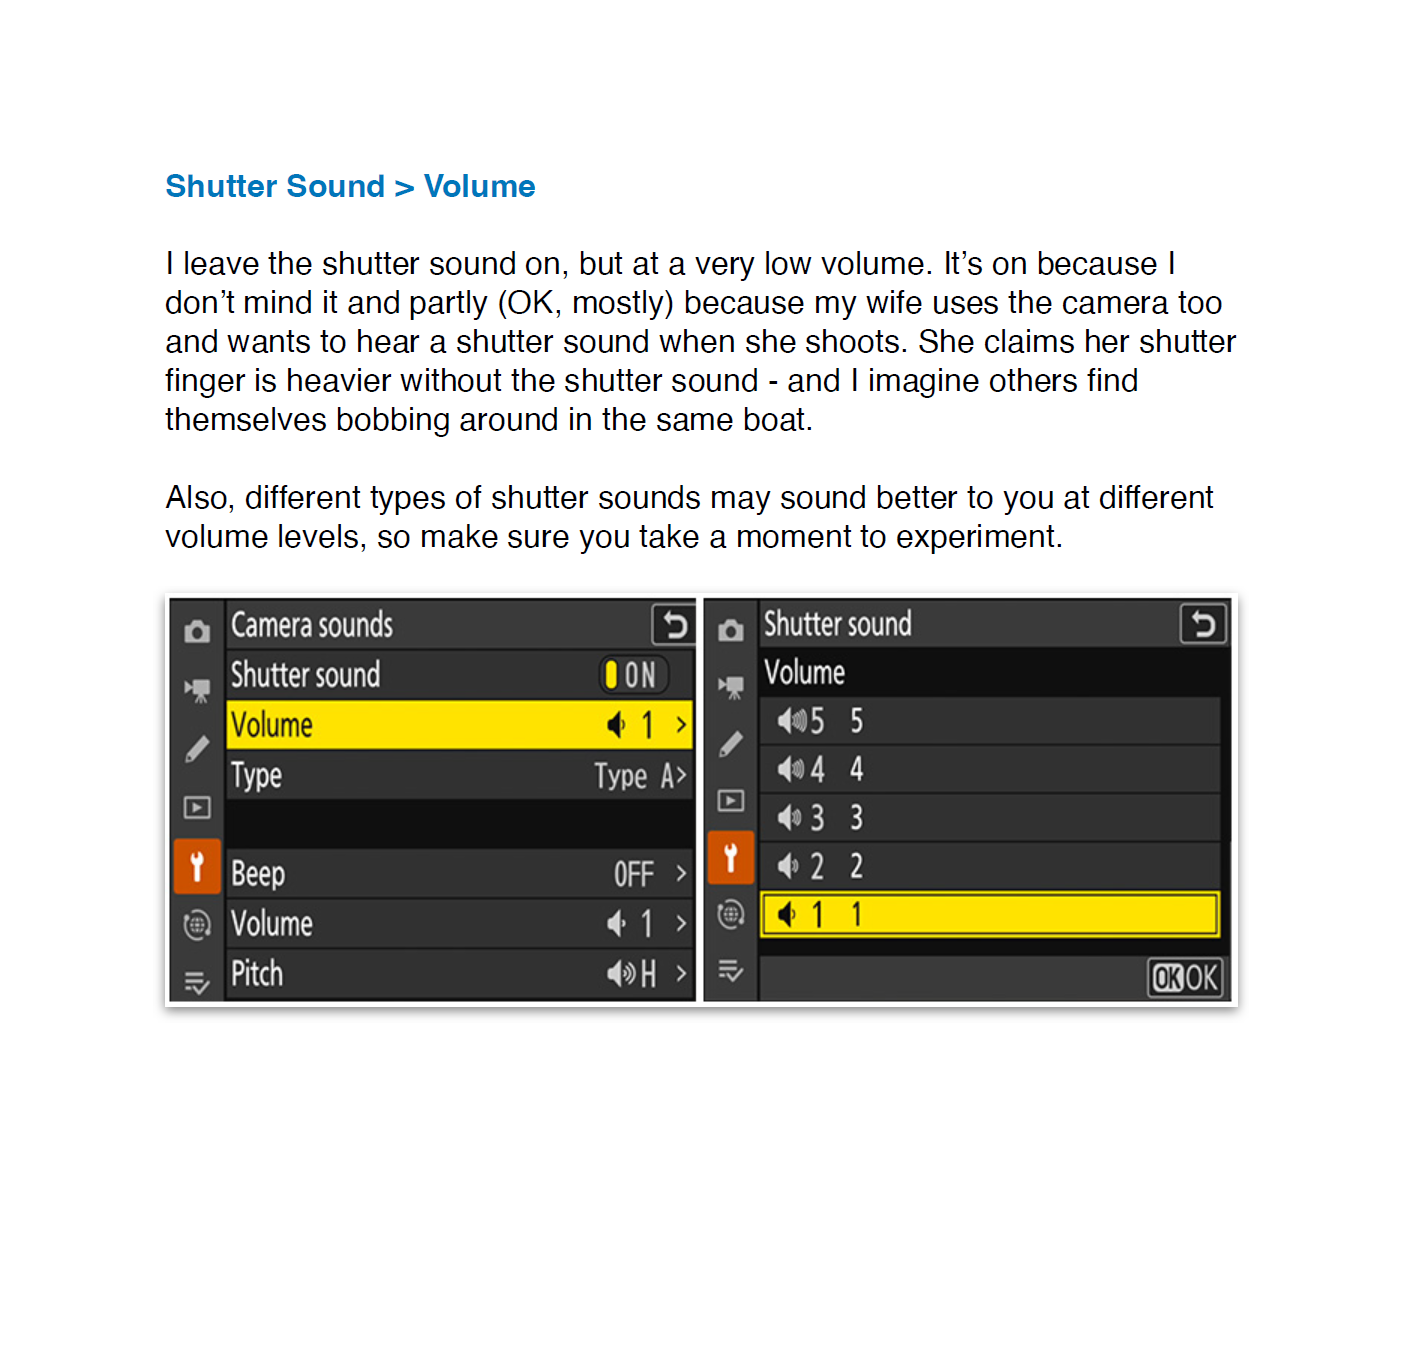 Shutter Sound > Volume
I leave the shutter sound on, but at a very low volume. It’s on because I
don’t mind it and partly (OK, mostly) because my wife uses the camera too
and wants to hear a shutter sound when she shoots. She claims her shutter
finger is heavier without the shutter sound - and I imagine others find
themselves bobbing around in the same boat.
Also, different types of shutter sounds may sound better to you at different
volume levels, so make sure you take a moment to experiment.
Camera sounds
Shutter sound ON
Volume 1 >
Type Type A>
Beep OFF >
Volume 1 >
Pitch H >
Shutter sound
Volume
5 5
4 4
3 3
2 2
1 1
OK OK